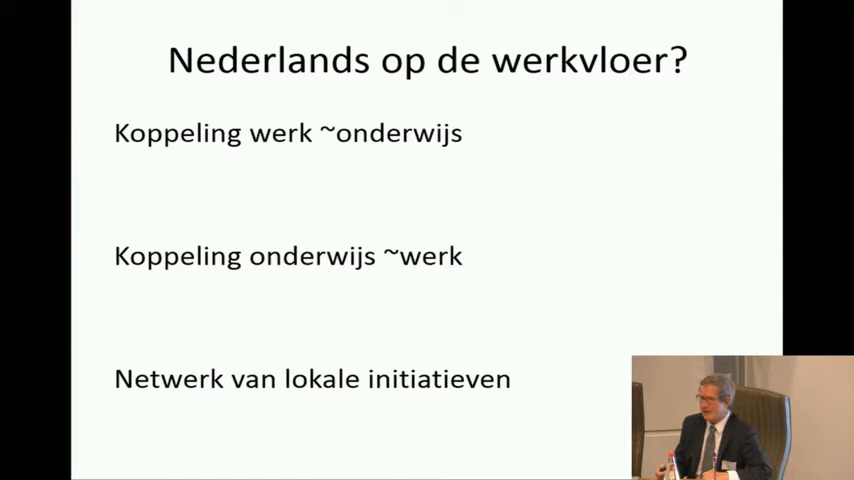 Nederlands op de werkvloer?
Koppeling werk ~onderwijs
Koppeling onderwijs ~werk
Netwerk van lokale initiatieven